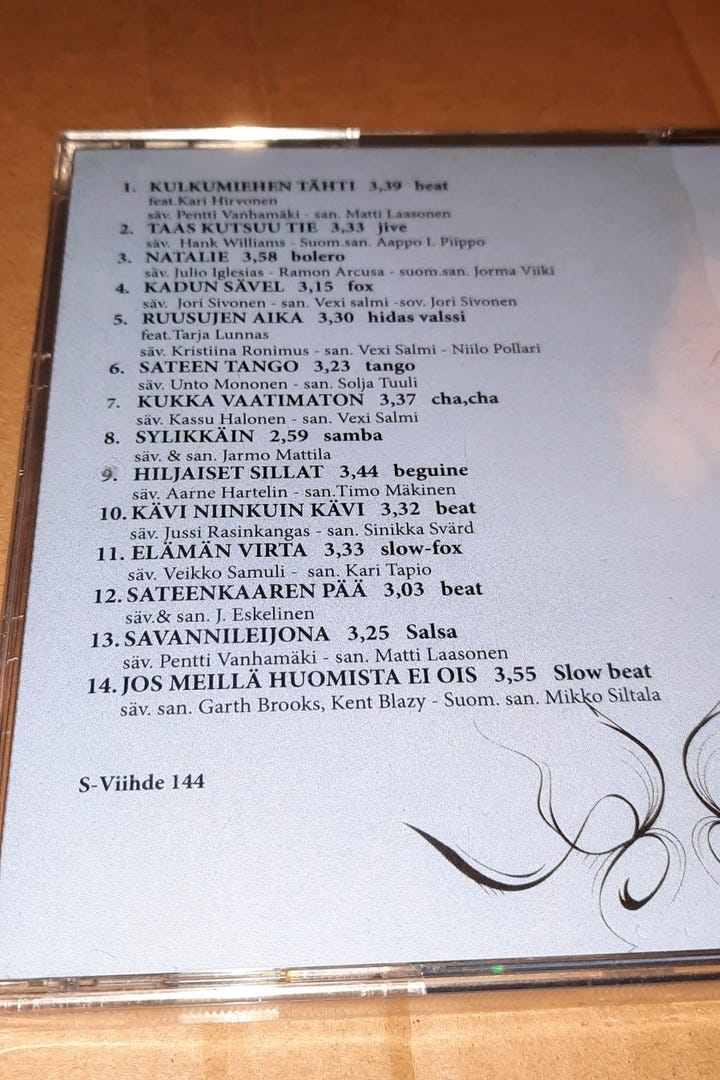 1. KULKUMIEHEN TÄHTI 3,39 beat
feat.Kari Hirvonen
säv. Pentti Vanhamäki - san. Matti Laasonen
2. TAAS KUTSUU TIE 3,33 jive
säv. Hank Williams - Suom.san. Aappo I. Piippo
3. NATALIE 3,58 bolero
säv. Julio Iglesias - Ramon Arcusa - suom.san. Jorma Viiki
4. KADUN SÄVEL 3,15 fox
säv. Jori Sivonen - san. Vexi salmi -sov. Jori Sivonen
5. RUUSUJEN AIKA 3,30 hidas valssi
feat.Tarja Lunnas
säv. Kristiina Ronimus - san. Vexi Salmi - Niilo Pollari
6. SATEEN TANGO 3,23 tango
säv. Unto Mononen - san. Solja Tuuli
7. KUKKA VAATIMATON 3,37 cha,cha
säv. Kassu Halonen - san. Vexi Salmi
8. SYLIKKÄIN 2,59 samba
säv. & san. Jarmo Mattila
9. HILJAISET SILLAT 3,44 beguine
säv. Aarne Hartelin - san.Timo Mäkinen
10. KÄVI NIINKUIN KÄVI 3,32 beat
säv. Jussi Rasinkangas - san. Sinikka Svärd
11. ELÄMÄN VIRTA 3,33 slow-fox
säv. Veikko Samuli - san. Kari Tapio
12. SATEENKAAREN PÄÄ 3,03 beat
säv.& san. J. Eskelinen
13. SAVANNILEIJONA 3,25 Salsa
säv. Pentti Vanhamäki - san. Matti Laasonen
14. JOS MEILLÄ HUOMISTA EI OIS 3,55 Slow beat
säv. san. Garth Brooks, Kent Blazy - Suom. san. Mikko Siltala
S-Viihde 144